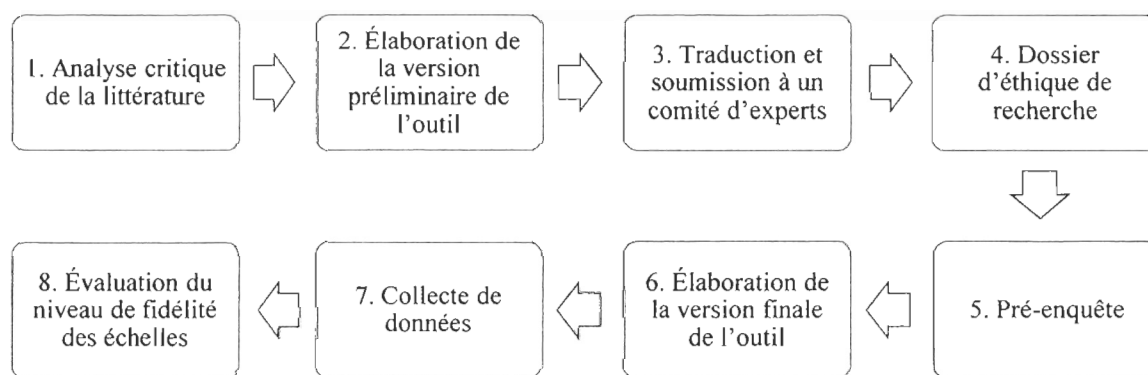 1. Analyse critique
de la littérature
2. Élaboration de
la version
préliminaire de
l'outil
3. Traduction et
soumission à un
comité d'experts
4. Dossier
d'éthique de
recherche
5. Pré-enquête
6. Élaboration de
la version finale
de l'outil
7. Collecte de
données
8. Évaluation du
niveau de fidélité
des échelles